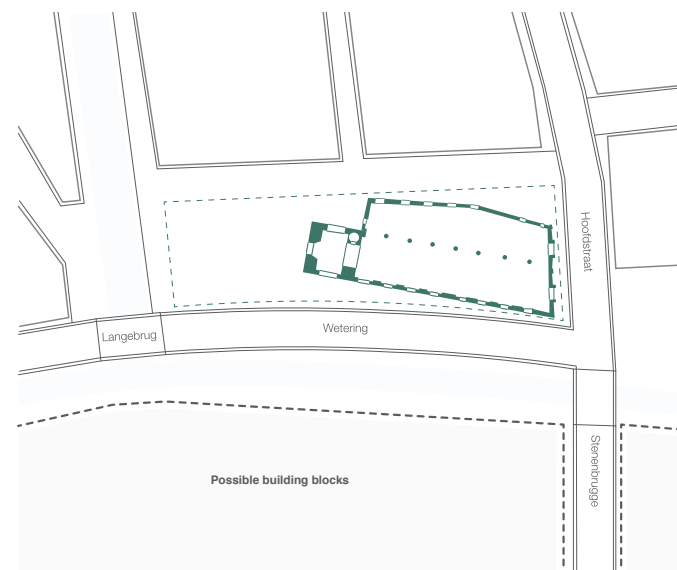 Hoofdstraat
Wetering
Langebrug
Stenenbrugge
Possible building blocks